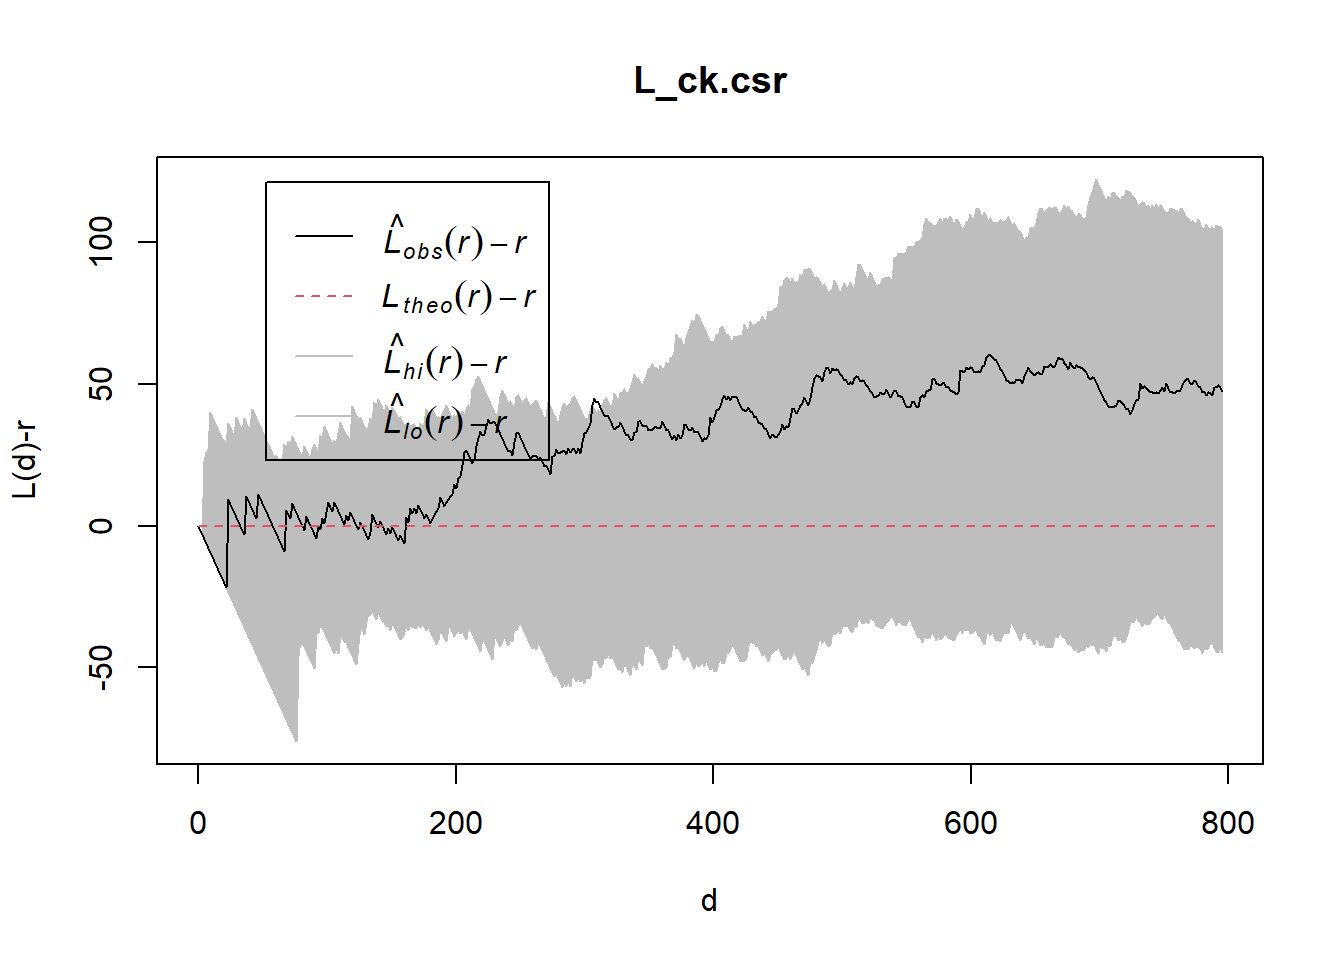 L_ck.csr
L̂obs(r) − r
Ltheo(r) − r
L̂hi(r) − r
L̂lo(r) − r
L(d)-r
100
50
0
-50
0 200 400 600 800
d